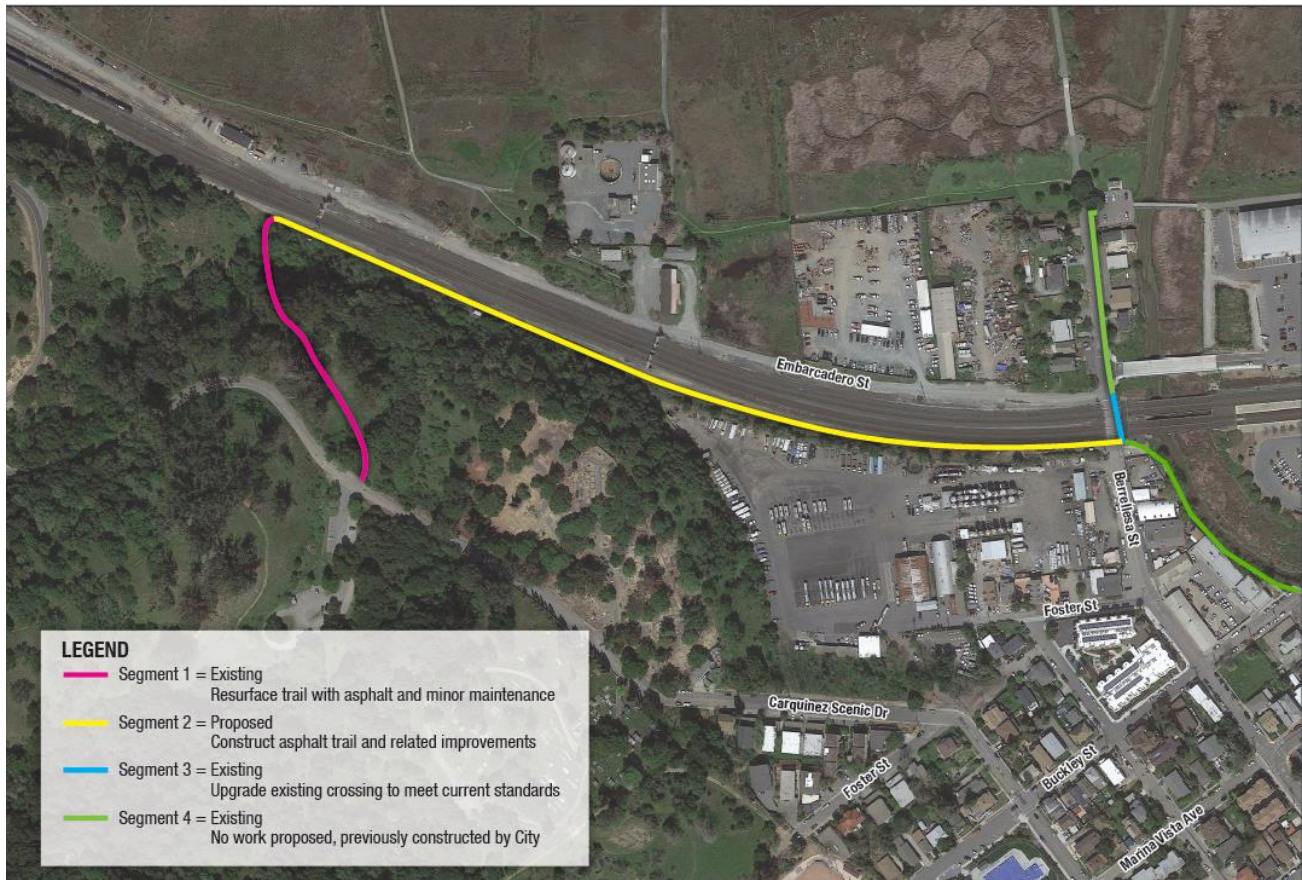 Embarcadero St
Berrellesa St
Foster St
Carquinez Scenic Dr
Foster St
Buckley St
Marina Vista Ave
LEGEND
Segment 1 = Existing
Resurface trail with asphalt and minor maintenance
Segment 2 = Proposed
Construct asphalt trail and related improvements
Segment 3 = Existing
Upgrade existing crossing to meet current standards
Segment 4 = Existing
No work proposed, previously constructed by City